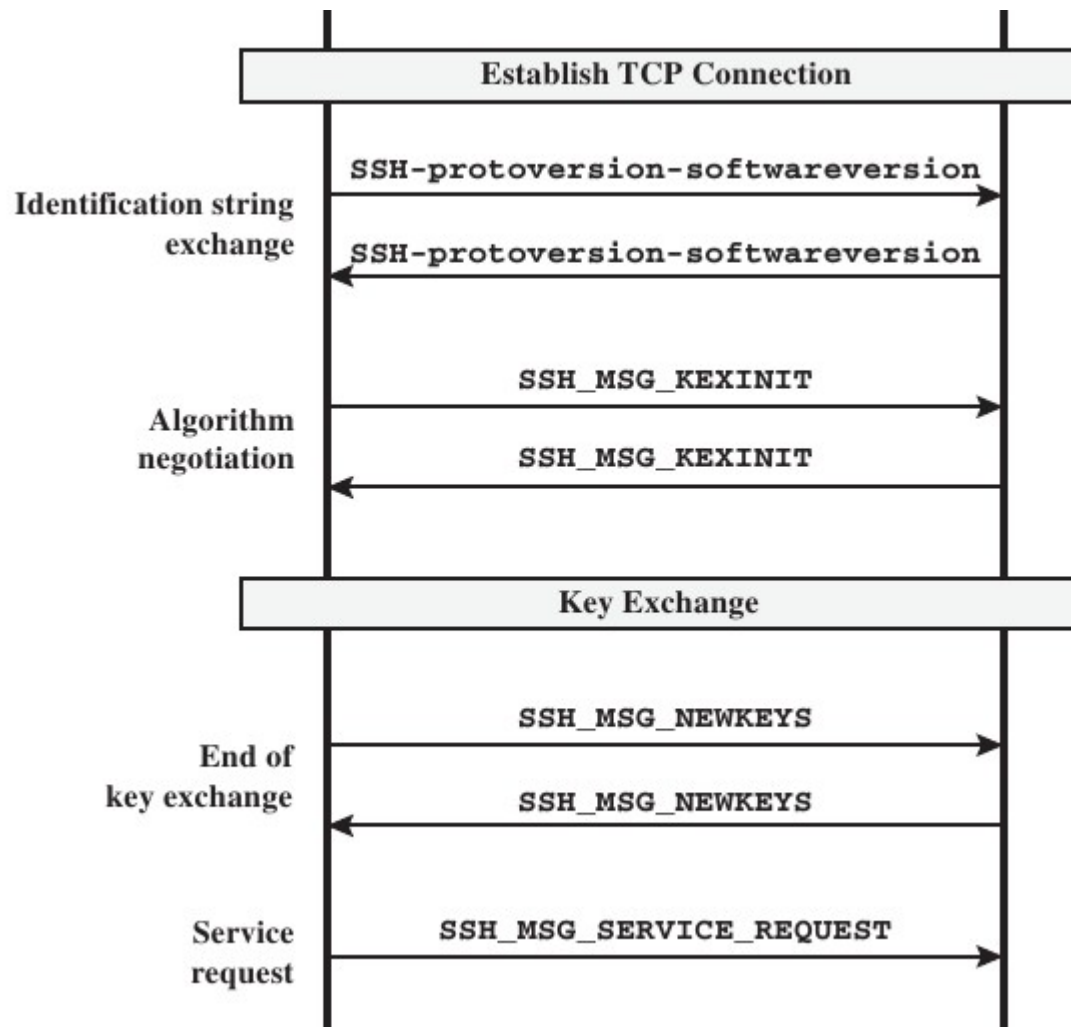 Establish TCP Connection
SSH-protoversion-softwareversion
Identification string
exchange
SSH-protoversion-softwareversion
SSH_MSG_KEXINIT
Algorithm
negotiation
SSH_MSG_KEXINIT
Key Exchange
SSH_MSG_NEWKEYS
End of
key exchange
SSH_MSG_NEWKEYS
Service
request
SSH_MSG_SERVICE_REQUEST